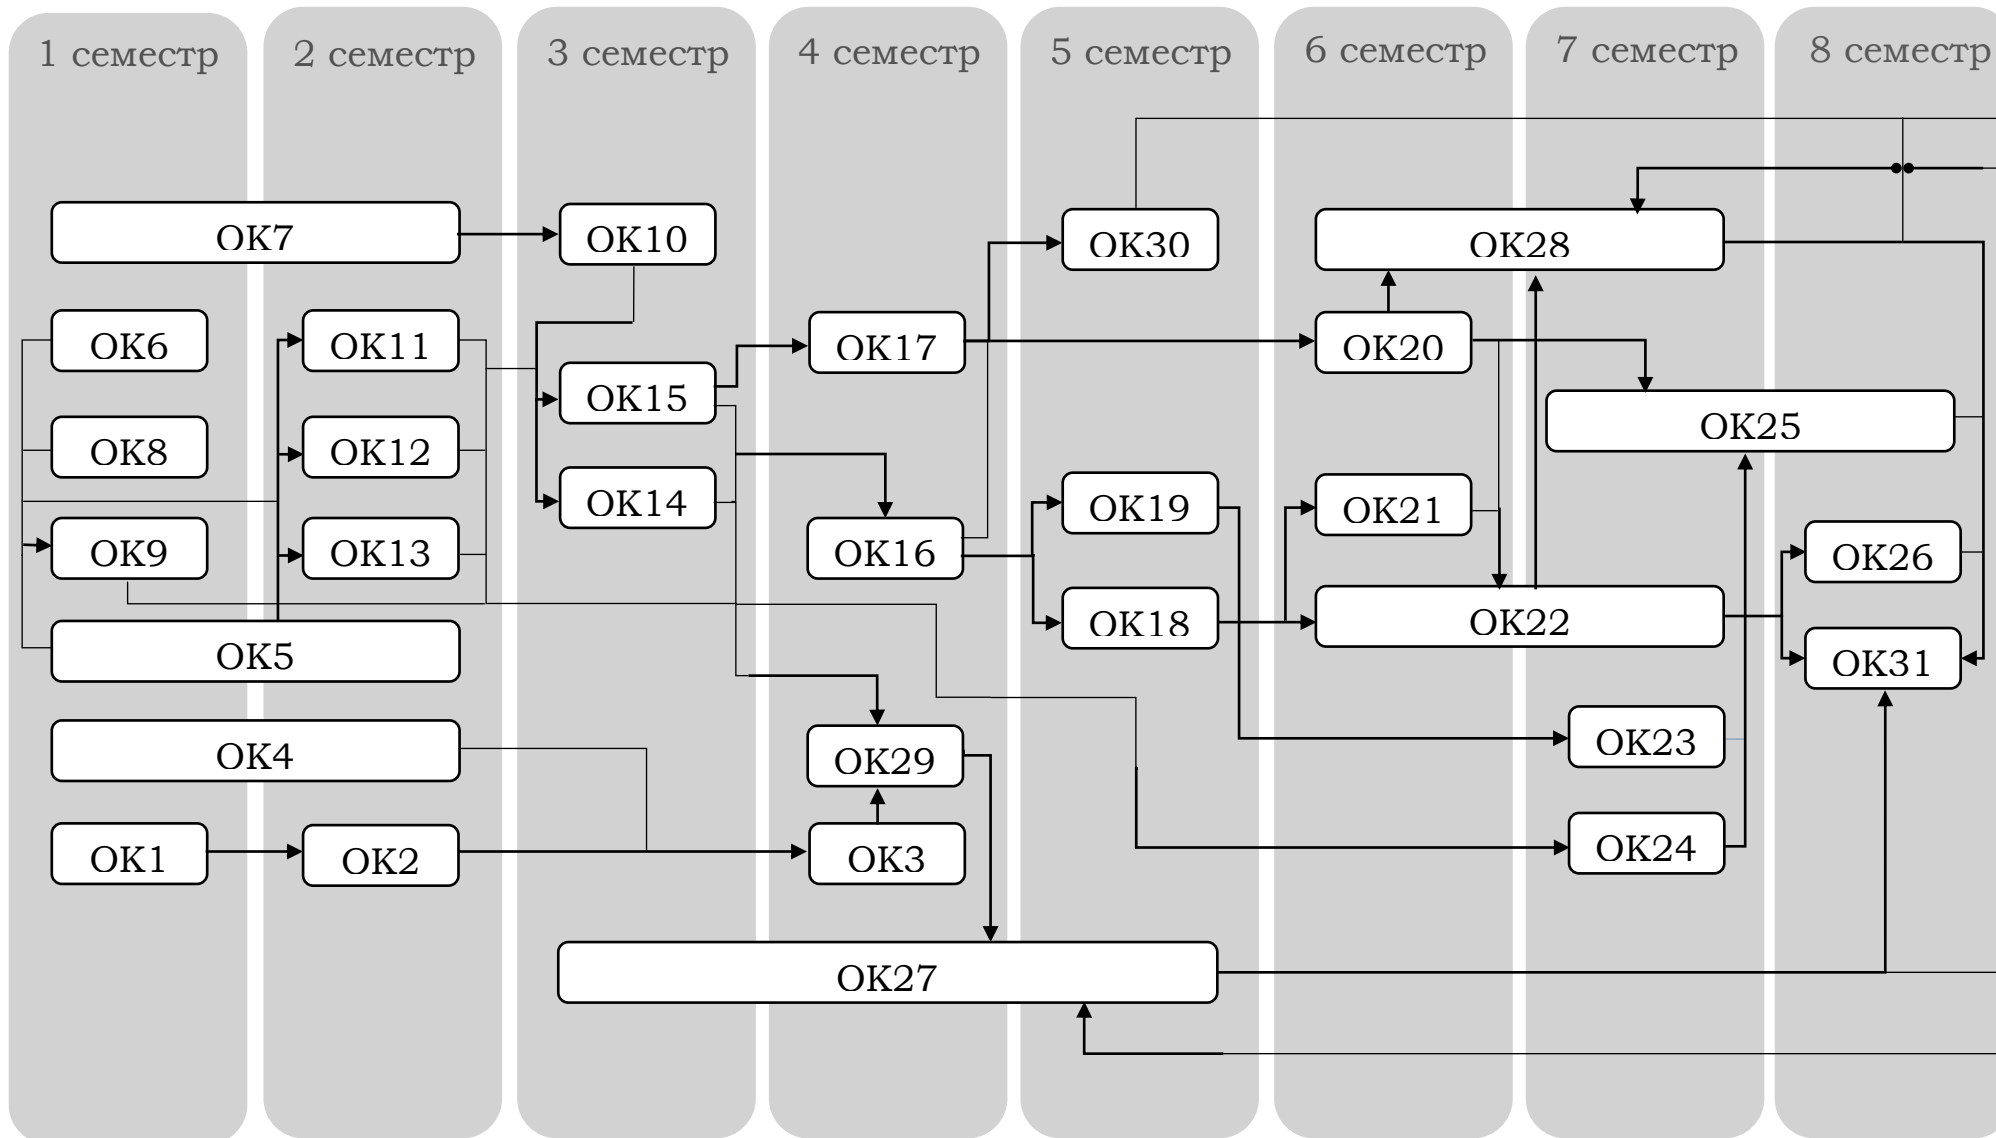 1 семестр
2 семестр
3 семестр
4 семестр
5 семестр
6 семестр
7 семестр
8 семестр
ОК7
ОК10
ОК30
ОК28
ОК6
ОК11
ОК17
ОК20
ОК15
ОК25
ОК8
ОК12
ОК14
ОК19
ОК21
ОК9
ОК13
ОК16
ОК26
ОК18
ОК22
ОК5
ОК31
ОК4
ОК29
ОК23
ОК1
ОК2
ОК3
ОК24
ОК27